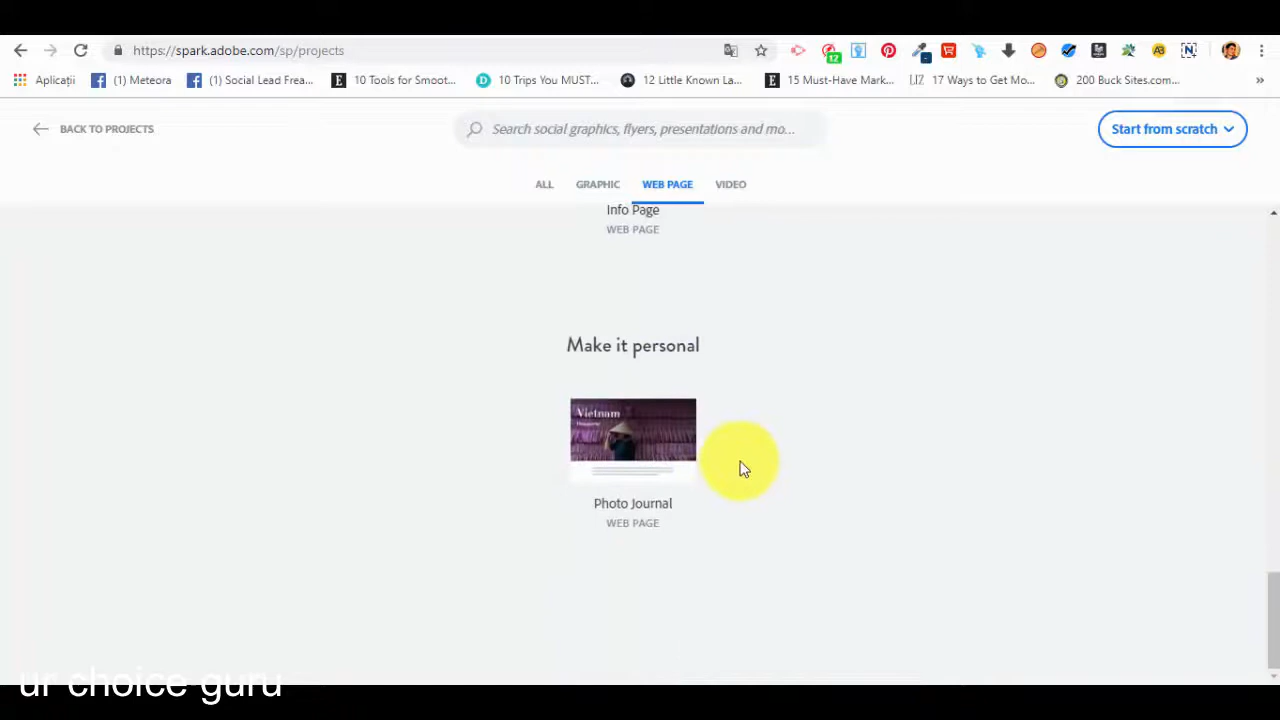 https://spark.adobe.com/sp/projects
12
Aplicații
(1) Meteora
(1) Social Lead Frea...
10 Tools for Smoot...
10 Trips You MUST...
12 Little Known La...
15 Must-Have Mark...
17 Ways to Get Mo...
200 Buck Sites.com...
»
BACK TO PROJECTS
Search social graphics, flyers, presentations and mo...
Start from scratch
ALL
GRAPHIC
WEB PAGE
VIDEO
Info Page
WEB PAGE
Make it personal
Vietnam
Photo Journal
WEB PAGE
ur choice guru